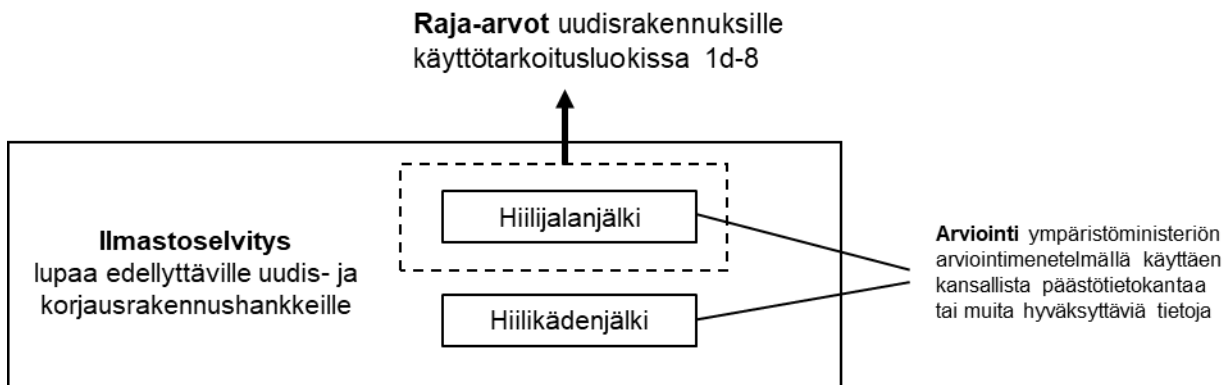 Raja-arvot uudisrakennuksille
käyttötarkoitusluokissa 1d-8
Hiilijalanjälki
Ilmastoselvitys
lupaa edellyttäville uudis- ja
korjausrakennushankkeille
Hiilikädenjälki
Arviointi ympäristöministeriön
arviointimenetelmällä käyttäen
kansallista päästötietokantaa
tai muita hyväksyttäviä tietoja